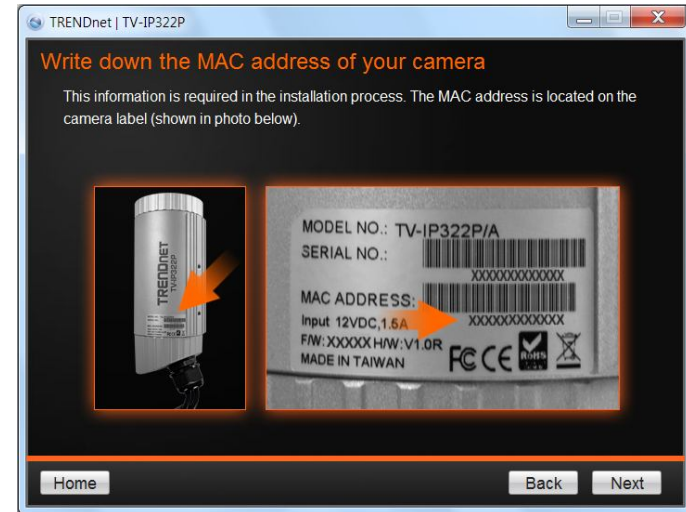 TRENDnet | TV-IP322P
Write down the MAC address of your camera
This information is required in the installation process. The MAC address is located on the
camera label (shown in photo below).
TRENDNET
TV-IP322P
MODEL NO.: TV-IP322P/A
SERIAL NO.:
XXXXXXXXXXXX
MAC ADDRESS:
Input 12VDC,1.5A
XXXXXXXXXXXX
F/W: XXXXX H/W:V1.0R
MADE IN TAIWAN
FC CE RoHS
Home
Back
Next